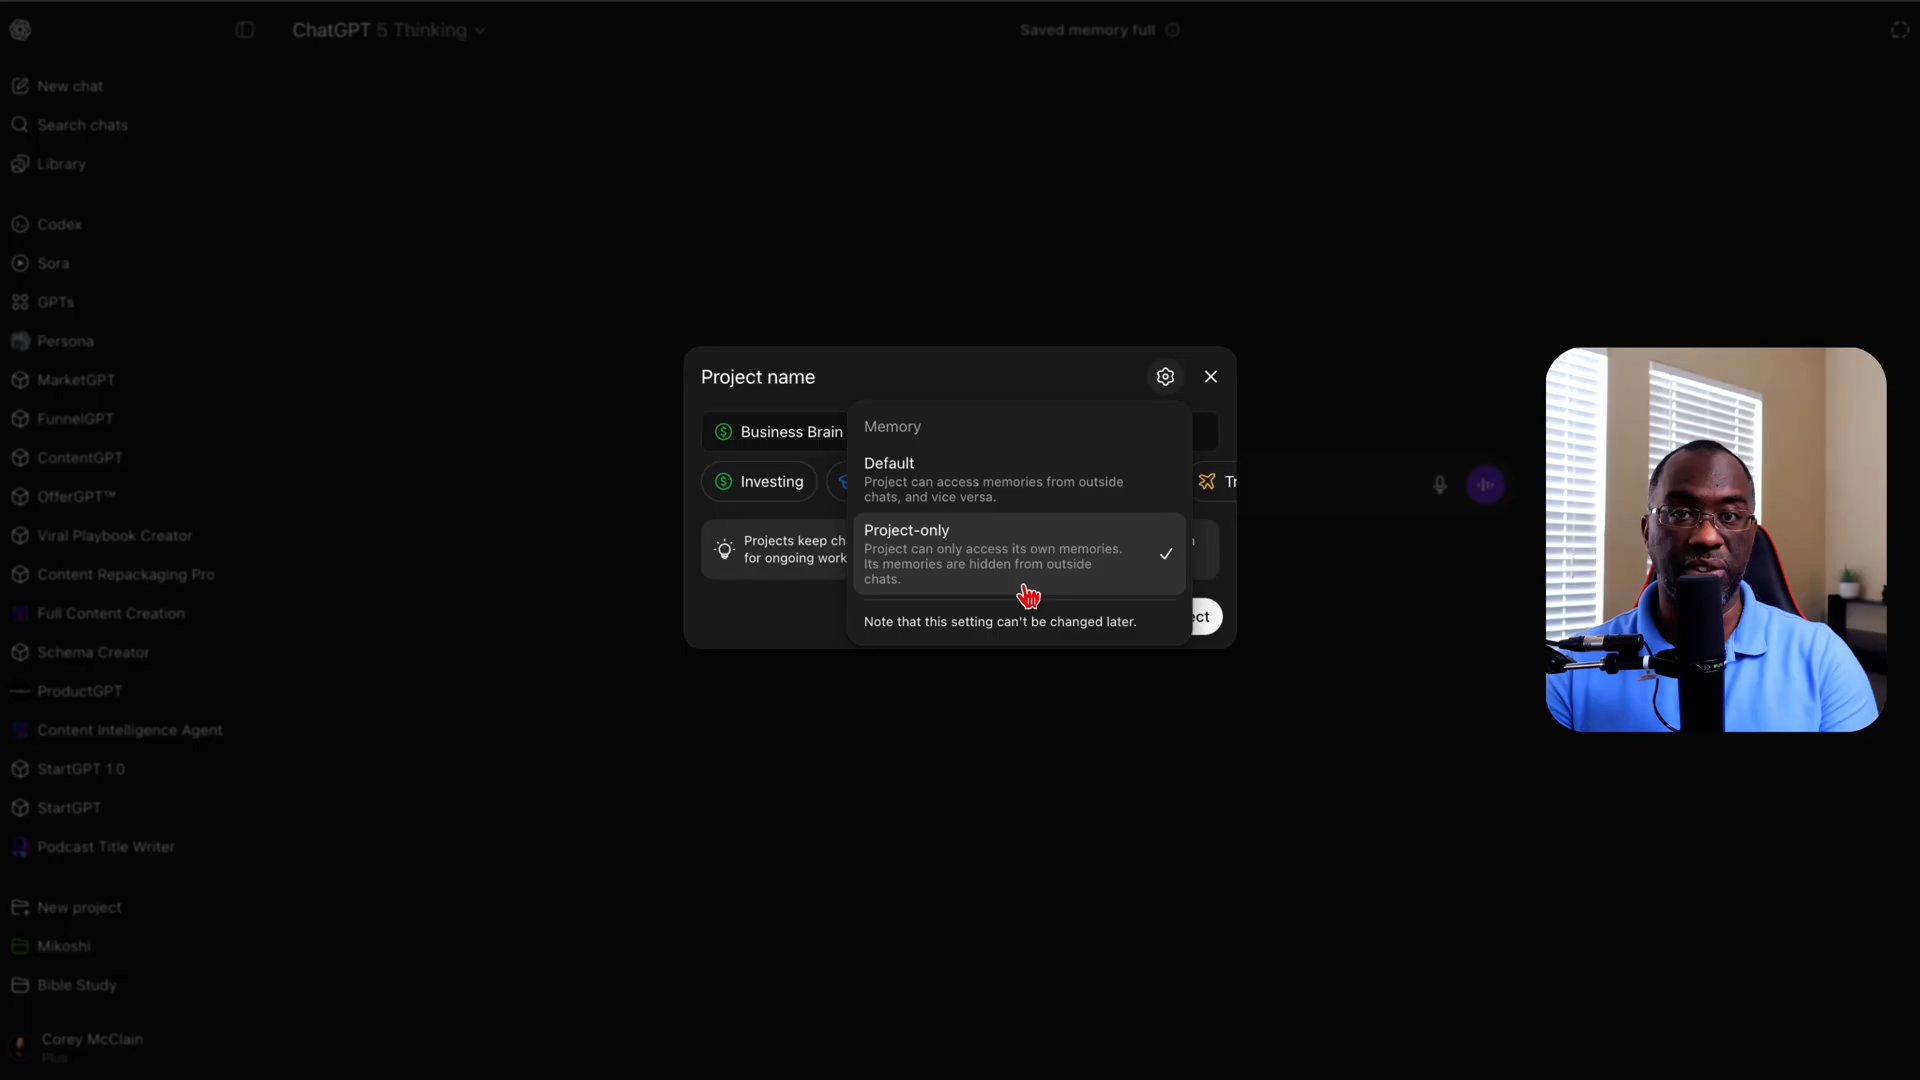 ChatGPT 5 Thinking
Saved memory full
New chat
Search chats
Library
Codex
Sora
GPTs
Persona
MarketGPT
FunnelGPT
ContentGPT
OfferGPT™
Viral Playbook Creator
Content Repackaging Pro
Full Content Creation
Schema Creator
ProductGPT
Content Intelligence Agent
StartGPT 1.0
StartGPT
Podcast Title Writer
New project
Mikoshi
Bible Study
Corey McClain
Plus
Project name
Business Brain
Investing
Tr
Projects keep ch
for ongoing work
ect
Memory
Default
Project can access memories from outside
chats, and vice versa.
Project-only
Project can only access its own memories.
Its memories are hidden from outside
chats.
Note that this setting can't be changed later.